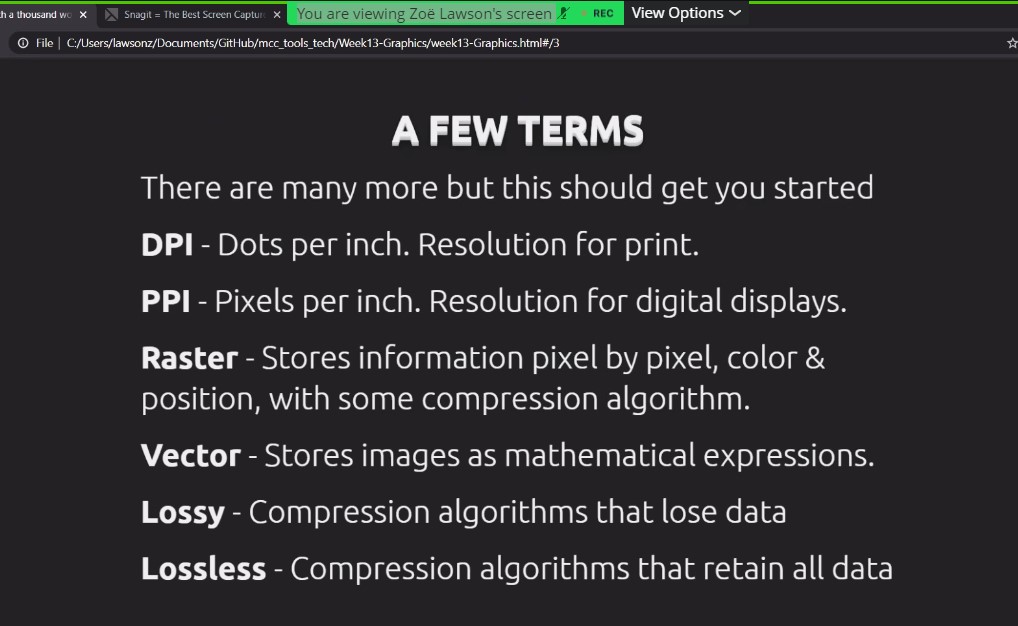 h a thousand wo
Snagit = The Best Screen Captur
You are viewing Zoë Lawson's screen
REC
View Options
File | C:/Users/lawsonz/Documents/GitHub/mcc_tools_tech/Week13-Graphics/week13-Graphics.html#/3
A FEW TERMS
There are many more but this should get you started
DPI - Dots per inch. Resolution for print.
PPI - Pixels per inch. Resolution for digital displays.
Raster - Stores information pixel by pixel, color &
position, with some compression algorithm.
Vector - Stores images as mathematical expressions.
Lossy - Compression algorithms that lose data
Lossless - Compression algorithms that retain all data